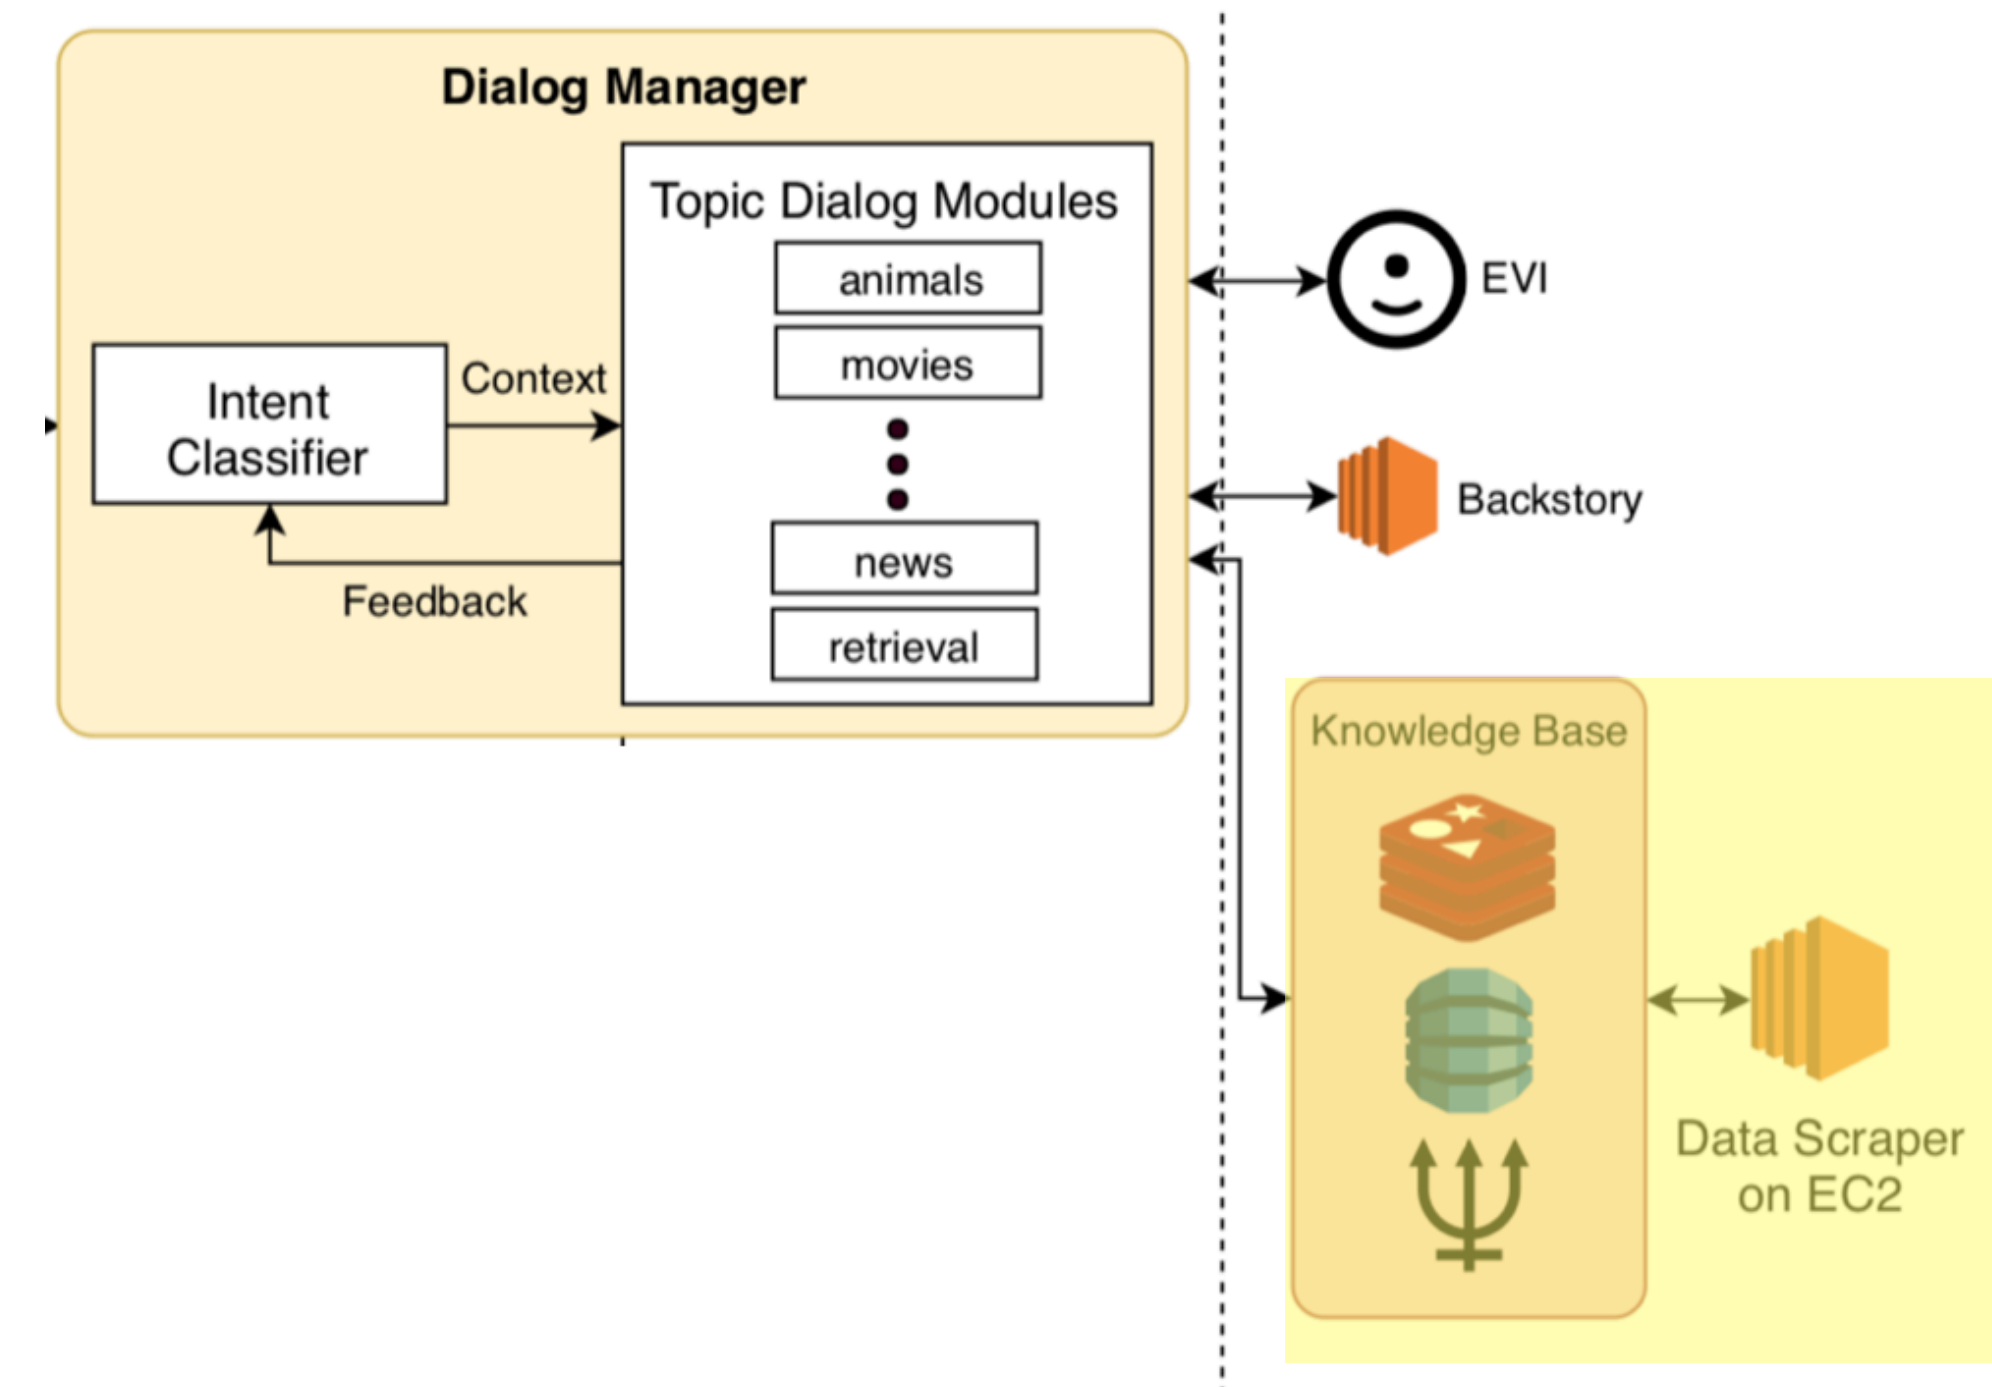 Dialog Manager
Topic Dialog Modules
animals
movies
news
retrieval
Intent
Classifier
Context
Feedback
EVI
Backstory
Knowledge Base
Data Scraper
on EC2